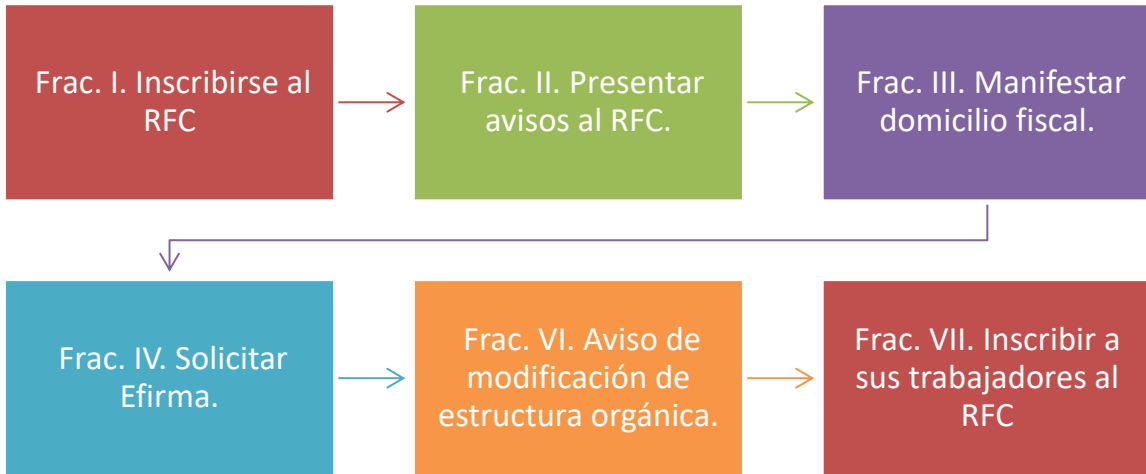 Frac. I. Inscribirse al
RFC
Frac. II. Presentar
avisos al RFC.
Frac. III. Manifestar
domicilio fiscal.
Frac. IV. Solicitar
Efirma.
Frac. VI. Aviso de
modificación de
estructura orgánica.
Frac. VII. Inscribir a
sus trabajadores al
RFC